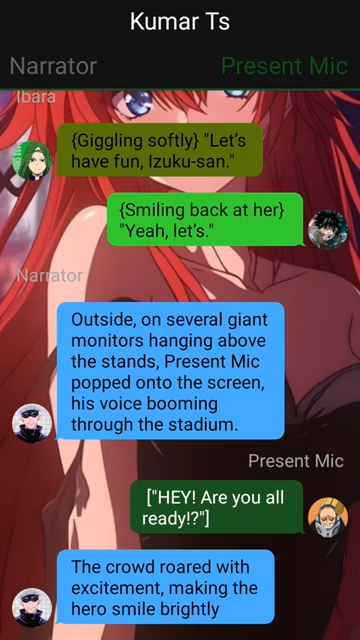 Kumar Ts
Narrator
Present Mic
Ibara
{Giggling softly} "Let’s
have fun, Izuku-san."
{Smiling back at her}
"Yeah, let’s."
Narrator
Outside, on several giant
monitors hanging above
the stands, Present Mic
popped onto the screen,
his voice booming
through the stadium.
Present Mic
["HEY! Are you all
ready!?"]
The crowd roared with
excitement, making the
hero smile brightly